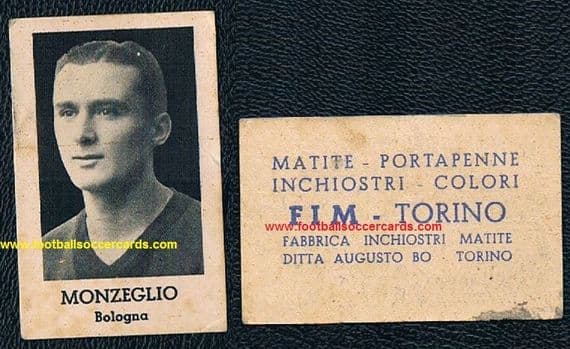 www.footballsoccercards.com
MONZEGLIO
Bologna
MATITE - PORTAPENNE
INCHIOSTRI - COLORI
F.I.M - TORINO
www.footballsoccercards.com
FABBRICA INCHIOSTRI MATITE
DITTA AUGUSTO BO TORINO